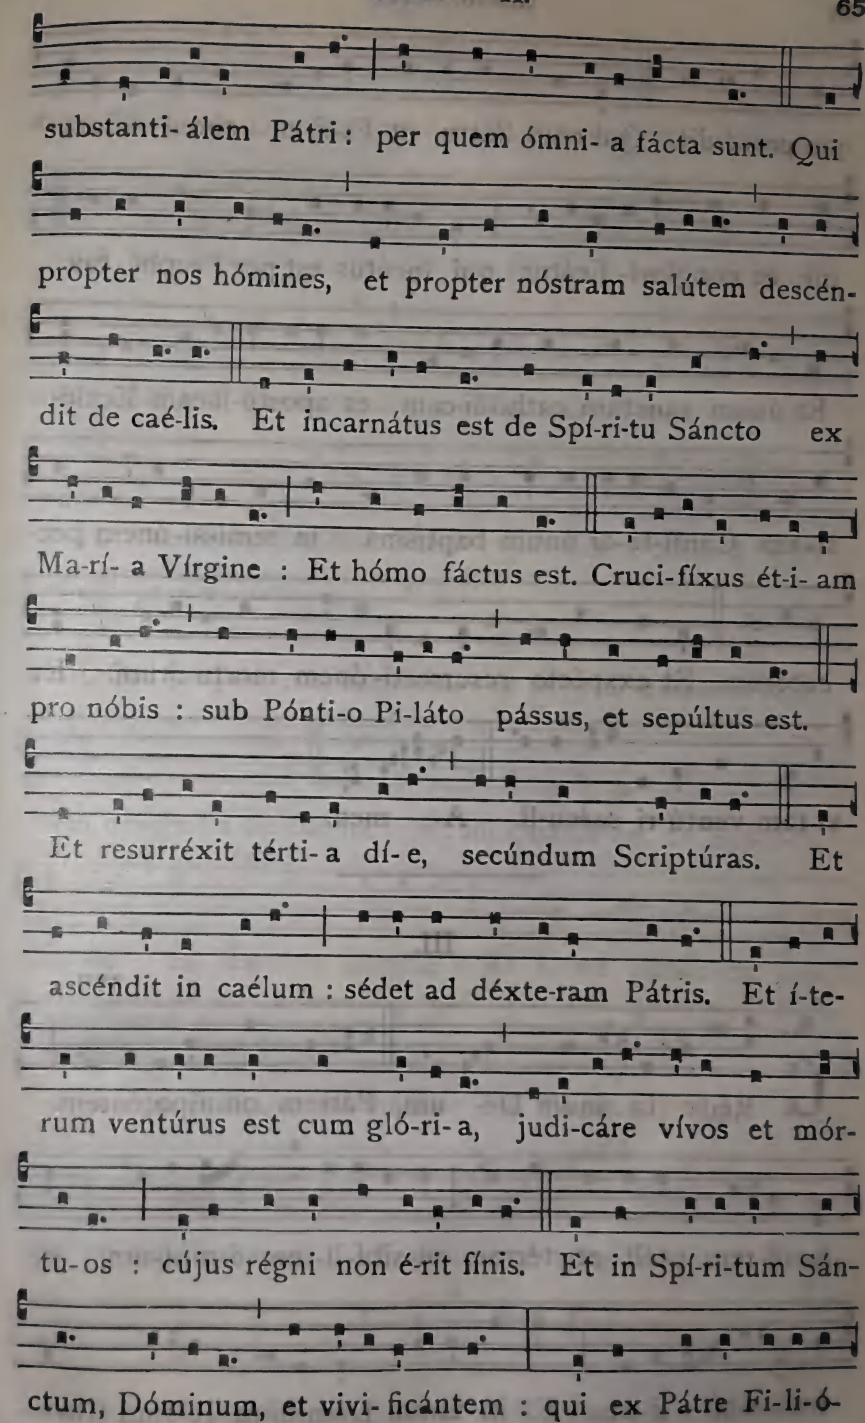 65
substanti- álem Pátri : per quem ómni- a fácta sunt. Qui
propter nos hómines, et propter nóstram salútem descén-
dit de caé-lis. Et incarnátus est de Spí-ri-tu Sáncto ex
Ma-rí- a Vírgine : Et hómo fáctus est. Cruci-fíxus ét-i- am
pro nóbis : sub Pónti-o Pi-láto pássus, et sepúltus est.
Et resurréxit térti- a dí- e, secúndum Scriptúras. Et
ascéndit in caélum : sédet ad déxte-ram Pátris. Et í-te-
rum ventúrus est cum gló-ri- a, judi-cáre vívos et mór-
tu- os : cújus régni non é-rit fínis. Et in Spí-ri-tum Sán-
ctum, Dóminum, et vivi- ficántem : qui ex Pátre Fi-li-ó-